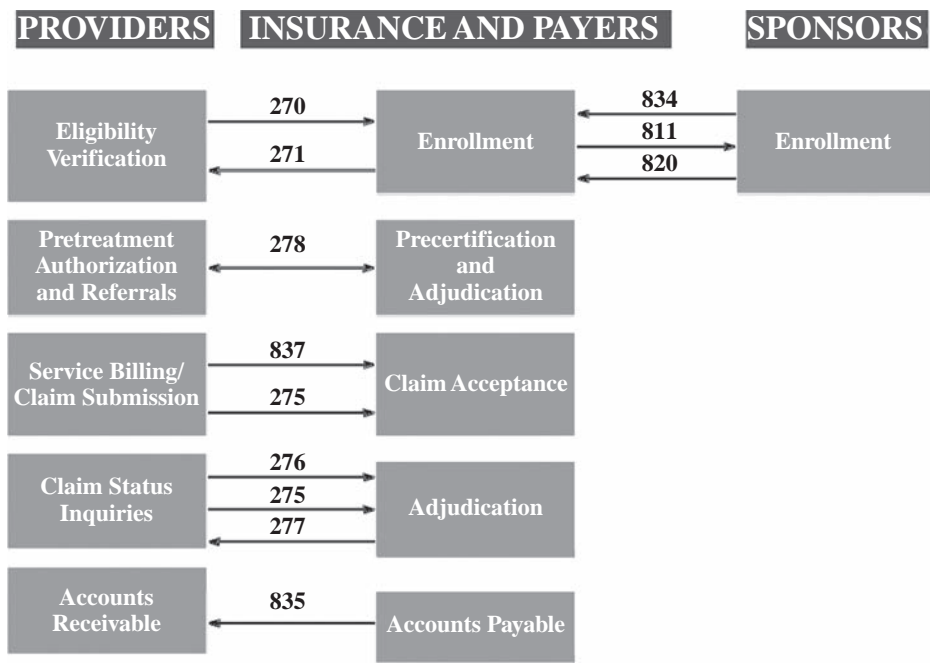 PROVIDERS
INSURANCE AND PAYERS
SPONSORS
Eligibility
Verification
270
271
Enrollment
834
811
820
Enrollment
Pretreatment
Authorization
and Referrals
278
Precertification
and
Adjudication
Service Billing/
Claim Submission
837
275
Claim Acceptance
Claim Status
Inquiries
276
275
277
Adjudication
Accounts
Receivable
835
Accounts Payable